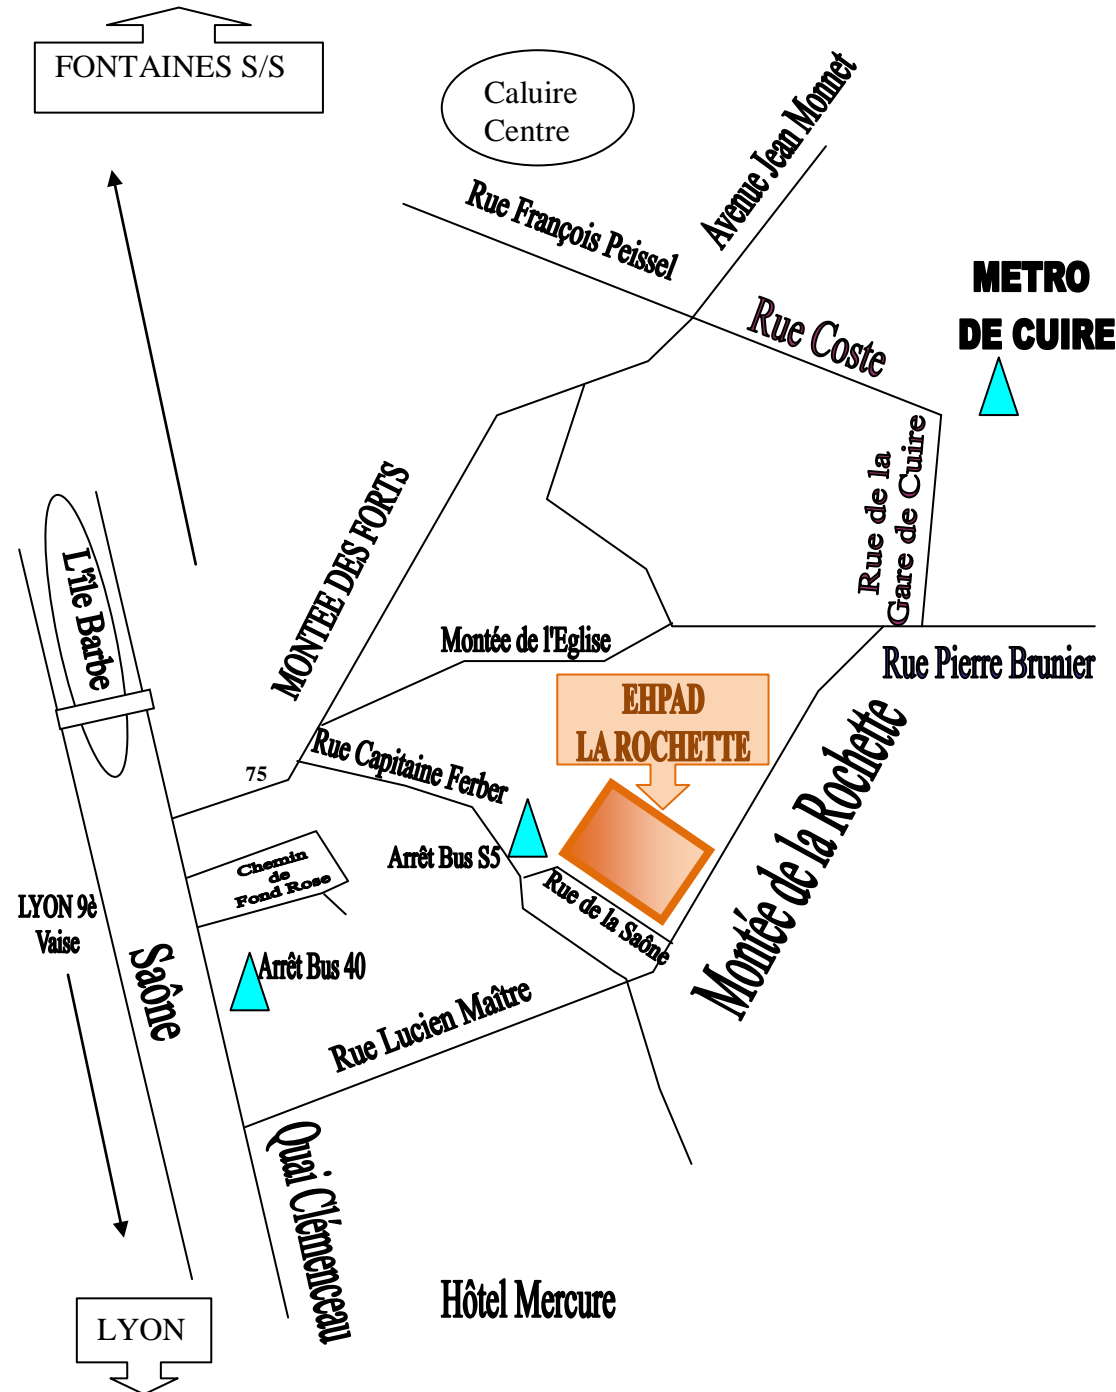 FONTAINES S/S
Caluire
Centre
Avenue Jean Monnet
Rue François Peissel
METRO
DE CUIRE
Rue Coste
Rue de la
Gare de Cuire
MONTEE DES FORTS
L'île Barbe
Montée de l'Eglise
Rue Pierre Brunier
EHPAD
LA ROCHETTE
Rue Capitaine Ferber
75
Montée de la Rochette
Arrêt Bus S5
Chemin
de
Fond Rose
Rue de la Saône
LYON 9è
Vaise
Saône
Arrêt Bus 40
Rue Lucien Maître
Quai Clémenceau
Hôtel Mercure
LYON